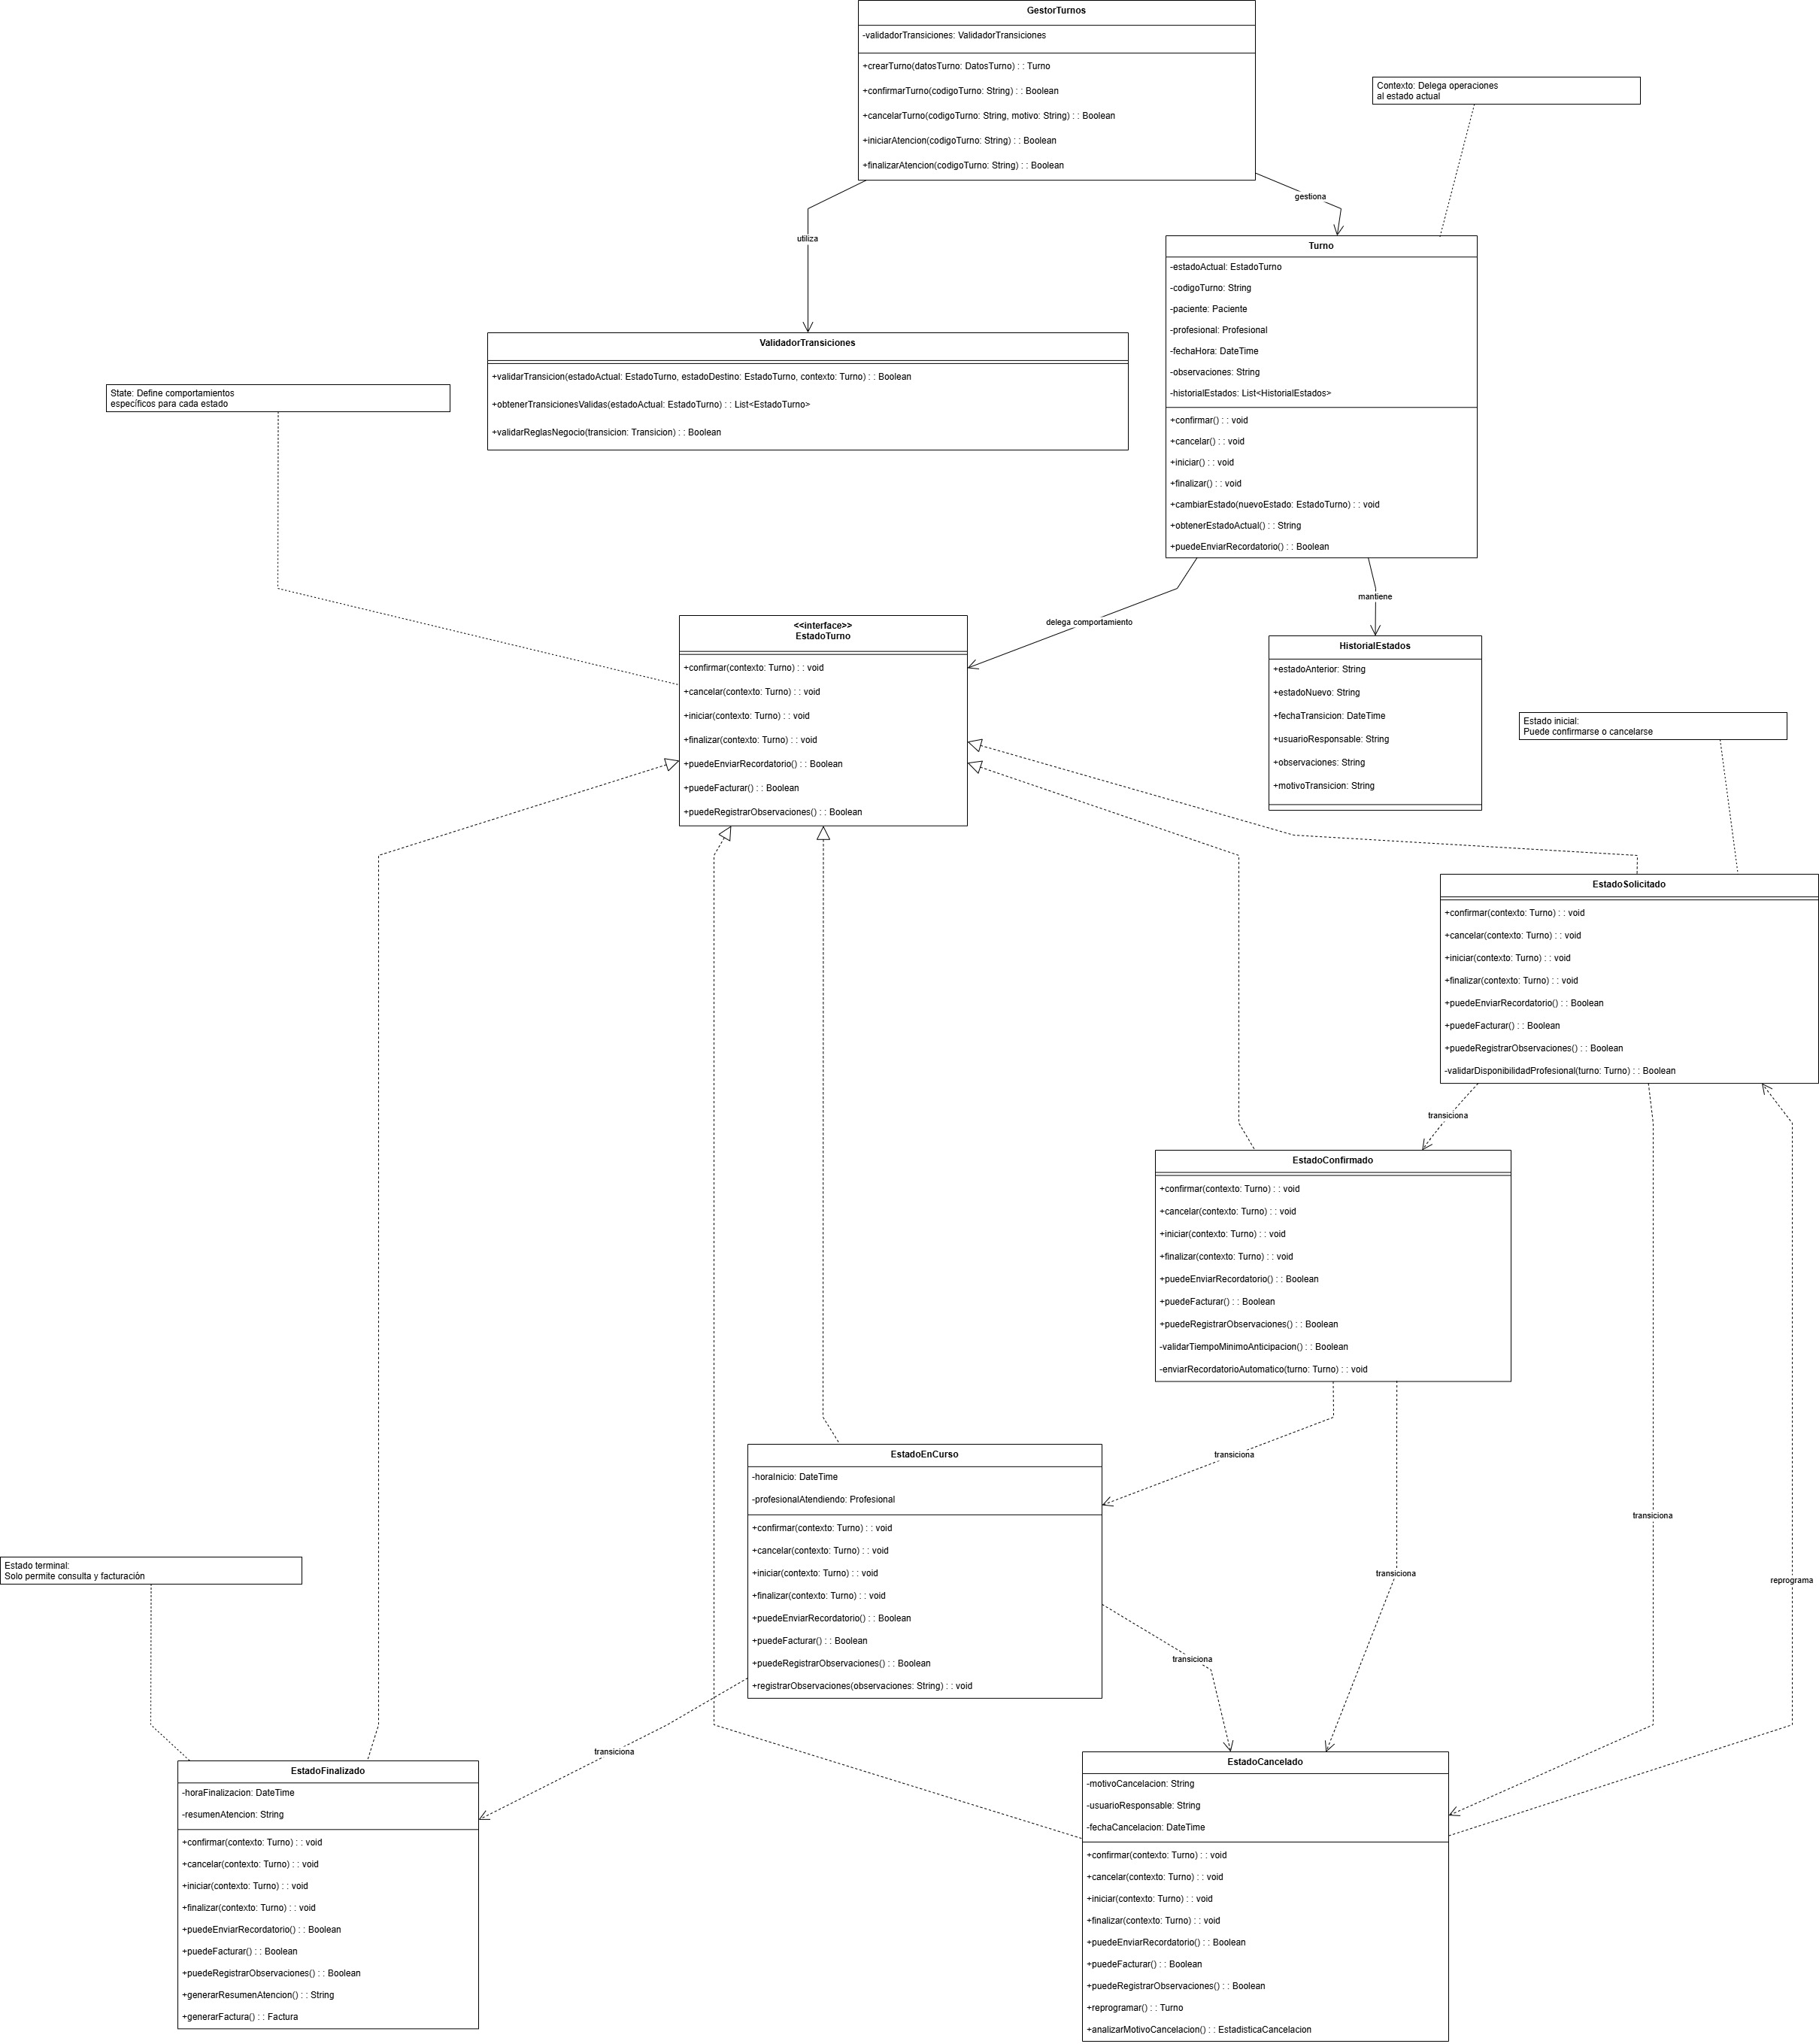 GestorTurnos
-validadorTransiciones: ValidadorTransiciones
+crearTurno(datosTurno: DatosTurno) : : Turno
+confirmarTurno(codigoTurno: String) : : Boolean
+cancelarTurno(codigoTurno: String, motivo: String) : : Boolean
+iniciarAtencion(codigoTurno: String) : : Boolean
+finalizarAtencion(codigoTurno: String) : : Boolean
Contexto: Delega operaciones
al estado actual
gestiona
utiliza
Turno
-estadoActual: EstadoTurno
-codigoTurno: String
-paciente: Paciente
-profesional: Profesional
-fechaHora: DateTime
-observaciones: String
-historialEstados: List<HistorialEstados>
+confirmar() : : void
+cancelar() : : void
+iniciar() : : void
+finalizar() : : void
+cambiarEstado(nuevoEstado: EstadoTurno) : : void
+obtenerEstadoActual() : : String
+puedeEnviarRecordatorio() : : Boolean
ValidadorTransiciones
+validarTransicion(estadoActual: EstadoTurno, estadoDestino: EstadoTurno, contexto: Turno) : : Boolean
+obtenerTransicionesValidas(estadoActual: EstadoTurno) : : List<EstadoTurno>
+validarReglasNegocio(transicion: Transicion) : : Boolean
State: Define comportamientos
específicos para cada estado
mantiene
delega comportamiento
<<interface>>
EstadoTurno
+confirmar(contexto: Turno) : : void
+cancelar(contexto: Turno) : : void
+iniciar(contexto: Turno) : : void
+finalizar(contexto: Turno) : : void
+puedeEnviarRecordatorio() : : Boolean
+puedeFacturar() : : Boolean
+puedeRegistrarObservaciones() : : Boolean
HistorialEstados
+estadoAnterior: String
+estadoNuevo: String
+fechaTransicion: DateTime
+usuarioResponsable: String
+observaciones: String
+motivoTransicion: String
Estado inicial:
Puede confirmarse o cancelarse
EstadoSolicitado
+confirmar(contexto: Turno) : : void
+cancelar(contexto: Turno) : : void
+iniciar(contexto: Turno) : : void
+finalizar(contexto: Turno) : : void
+puedeEnviarRecordatorio() : : Boolean
+puedeFacturar() : : Boolean
+puedeRegistrarObservaciones() : : Boolean
-validarDisponibilidadProfesional(turno: Turno) : : Boolean
transiciona
EstadoConfirmado
+confirmar(contexto: Turno) : : void
+cancelar(contexto: Turno) : : void
+iniciar(contexto: Turno) : : void
+finalizar(contexto: Turno) : : void
+puedeEnviarRecordatorio() : : Boolean
+puedeFacturar() : : Boolean
+puedeRegistrarObservaciones() : : Boolean
-validarTiempoMinimoAnticipacion() : : Boolean
-enviarRecordatorioAutomatico(turno: Turno) : : void
transiciona
EstadoEnCurso
-horaInicio: DateTime
-profesionalAtendiendo: Profesional
+confirmar(contexto: Turno) : : void
+cancelar(contexto: Turno) : : void
+iniciar(contexto: Turno) : : void
+finalizar(contexto: Turno) : : void
+puedeEnviarRecordatorio() : : Boolean
+puedeFacturar() : : Boolean
+puedeRegistrarObservaciones() : : Boolean
+registrarObservaciones(observaciones: String) : : void
transiciona
transiciona
reprograma
Estado terminal:
Solo permite consulta y facturación
transiciona
transiciona
EstadoFinalizado
-horaFinalizacion: DateTime
-resumenAtencion: String
+confirmar(contexto: Turno) : : void
+cancelar(contexto: Turno) : : void
+iniciar(contexto: Turno) : : void
+finalizar(contexto: Turno) : : void
+puedeEnviarRecordatorio() : : Boolean
+puedeFacturar() : : Boolean
+puedeRegistrarObservaciones() : : Boolean
+generarResumenAtencion() : : String
+generarFactura() : : Factura
EstadoCancelado
-motivoCancelacion: String
-usuarioResponsable: String
-fechaCancelacion: DateTime
+confirmar(contexto: Turno) : : void
+cancelar(contexto: Turno) : : void
+iniciar(contexto: Turno) : : void
+finalizar(contexto: Turno) : : void
+puedeEnviarRecordatorio() : : Boolean
+puedeFacturar() : : Boolean
+puedeRegistrarObservaciones() : : Boolean
+reprogramar() : : Turno
+analizarMotivoCancelacion() : : EstadisticaCancelacion